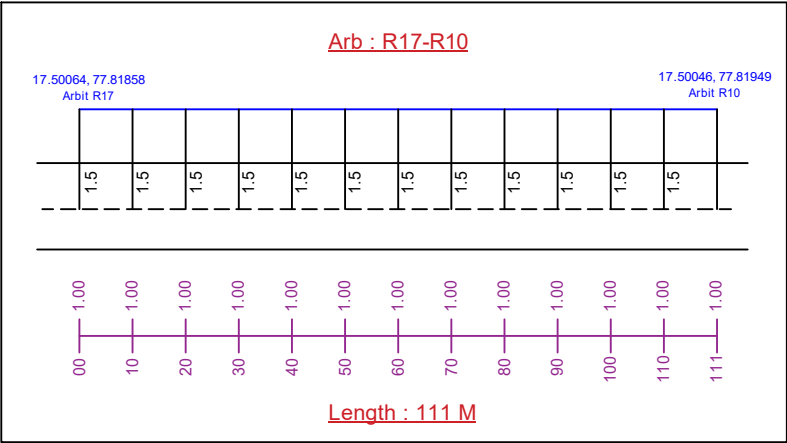 Arb : R17-R10
17.50064, 77.81858
Arbit R17
17.50046, 77.81949
Arbit R10
1.5 1.5 1.5 1.5 1.5 1.5 1.5 1.5 1.5 1.5 1.5 1.5
1.00 1.00 1.00 1.00 1.00 1.00 1.00 1.00 1.00 1.00 1.00 1.00 1.00
00 10 20 30 40 50 60 70 80 90 100 110 111
Length : 111 M